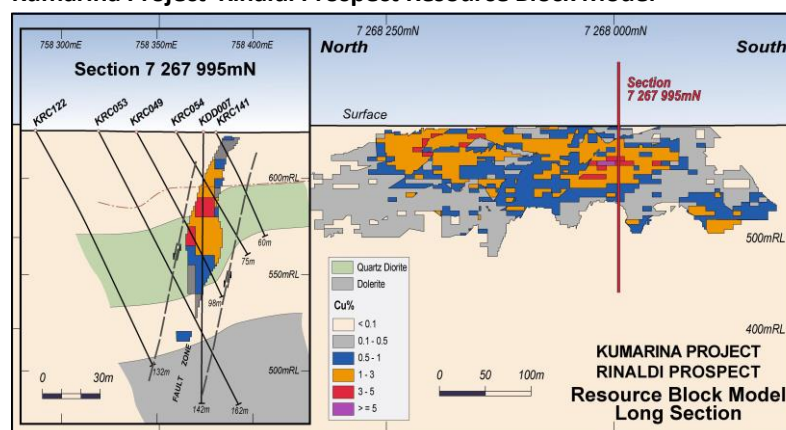 Kumarina Project Rinaldi Prospect Resource Block Model
758 300mE
758 350mE
758 400mE
Section 7 267 995mN
KRC122
KRC053
KRC049
KRC054
KDD007
KRC141
600mRL
550mRL
500mRL
60m
75m
98m
132m
142m
162m
FAULT ZONE
0
30m
7 268 250mN
7 268 000mN
North
South
Section
7 267 995mN
Surface
500mRL
400mRL
Quartz Diorite
Dolerite
Cu%
< 0.1
0.1 - 0.5
0.5 - 1
1 - 3
3 - 5
> = 5
0
50
100m
KUMARINA PROJECT
RINALDI PROSPECT
Resource Block Model
Long Section